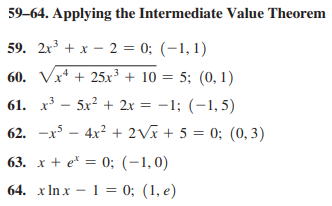 59–64. Applying the Intermediate Value Theorem
59. 2x³ + x − 2 = 0; (−1, 1)
60. √(x⁴ + 25x³ + 10) = 5; (0, 1)
61. x³ − 5x² + 2x = −1; (−1, 5)
62. −x⁵ − 4x² + 2√x + 5 = 0; (0, 3)
63. x + eˣ = 0; (−1, 0)
64. x ln x − 1 = 0; (1, e)